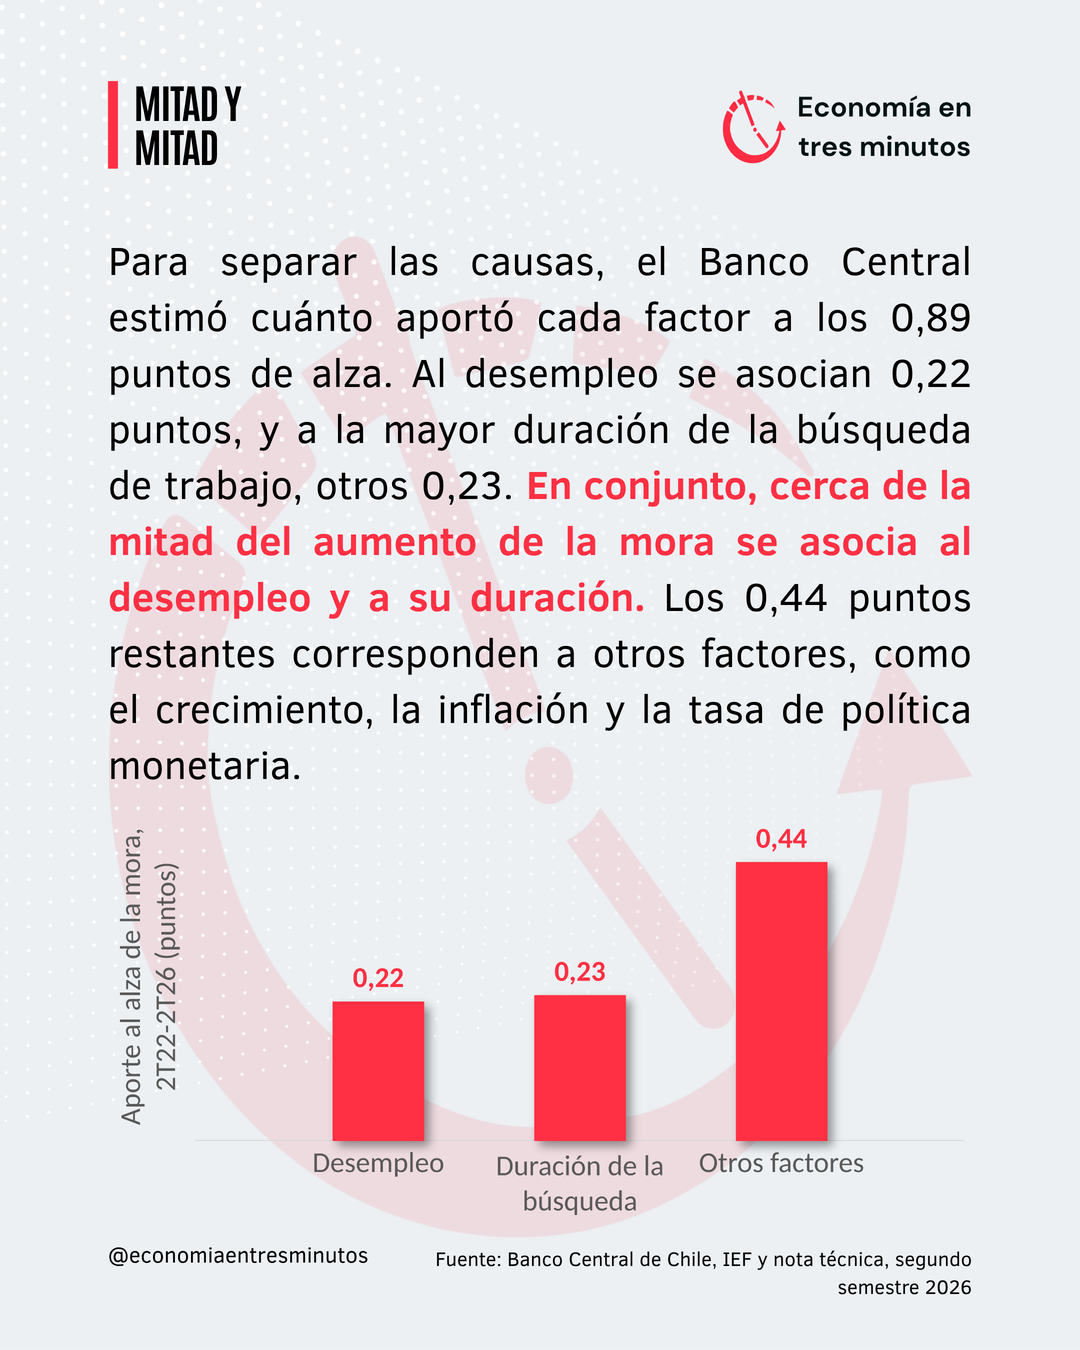 MITAD Y
MITAD
Economía en
tres minutos
Para separar las causas, el Banco Central
estimó cuánto aportó cada factor a los 0,89
puntos de alza. Al desempleo se asocian 0,22
puntos, y a la mayor duración de la búsqueda
de trabajo, otros 0,23. En conjunto, cerca de la
mitad del aumento de la mora se asocia al
desempleo y a su duración. Los 0,44 puntos
restantes corresponden a otros factores, como
el crecimiento, la inflación y la tasa de política
monetaria.
Aporte al alza de la mora,
2T22-2T26 (puntos)
0,22
0,23
0,44
Desempleo
Duración de la
búsqueda
Otros factores
@economiaentresminutos
Fuente: Banco Central de Chile, IEF y nota técnica, segundo
semestre 2026